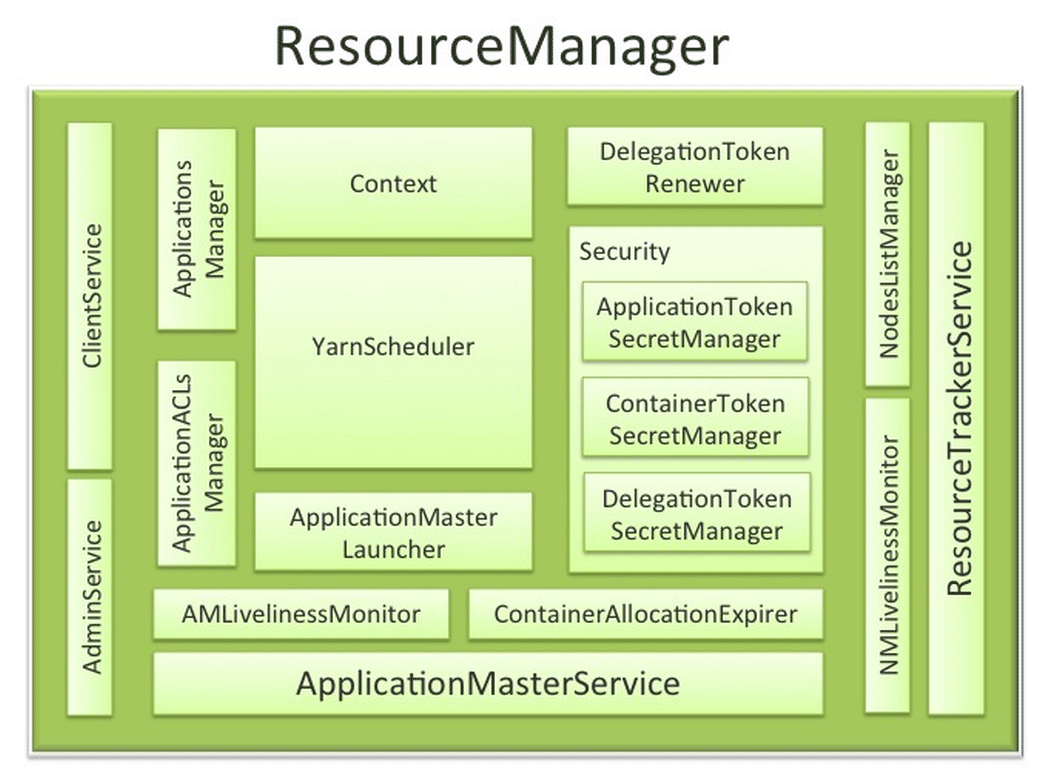 ResourceManager
ClientService
AdminService
Applications
Manager
ApplicationACLs
Manager
Context
YarnScheduler
ApplicationMaster
Launcher
DelegationToken
Renewer
Security
ApplicationToken
SecretManager
ContainerToken
SecretManager
DelegationToken
SecretManager
AMLivelinessMonitor
ContainerAllocationExpirer
ApplicationMasterService
NodesListManager
NMLivelinessMonitor
ResourceTrackerService